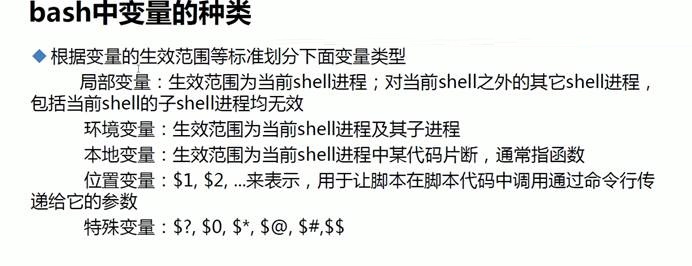 bash中变量的种类
根据变量的生效范围等标准划分下面变量类型
局部变量：生效范围为当前shell进程；对当前shell之外的其它shell进程，
包括当前shell的子shell进程均无效
环境变量：生效范围为当前shell进程及其子进程
本地变量：生效范围为当前shell进程中某代码片断，通常指函数
位置变量：$1, $2, ...来表示，用于让脚本在脚本代码中调用通过命令行传
递给它的参数
特殊变量：$?, $0, $*, $@, $#,$$